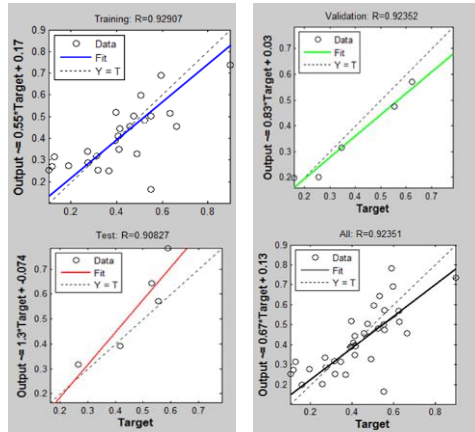 Training: R=0.92907
Output ~= 0.55*Target + 0.17
Data
Fit
Y = T
0.9
0.8
0.7
0.6
0.5
0.4
0.3
0.2
0.2 0.4 0.6 0.8
Validation: R=0.92352
Output ~= 0.83*Target + 0.03
Data
Fit
Y = T
0.7
0.6
0.5
0.4
0.3
0.2
0.2 0.3 0.4 0.5 0.6 0.7
Target
Test: R=0.90827
Output ~= 1.3*Target + -0.074
Data
Fit
Y = T
0.7
0.6
0.5
0.4
0.3
0.2
0.2 0.3 0.4 0.5 0.6 0.7
Target
All: R=0.92351
Output ~= 0.67*Target + 0.13
Data
Fit
Y = T
0.9
0.8
0.7
0.6
0.5
0.4
0.3
0.2
0.2 0.4 0.6 0.8
Target